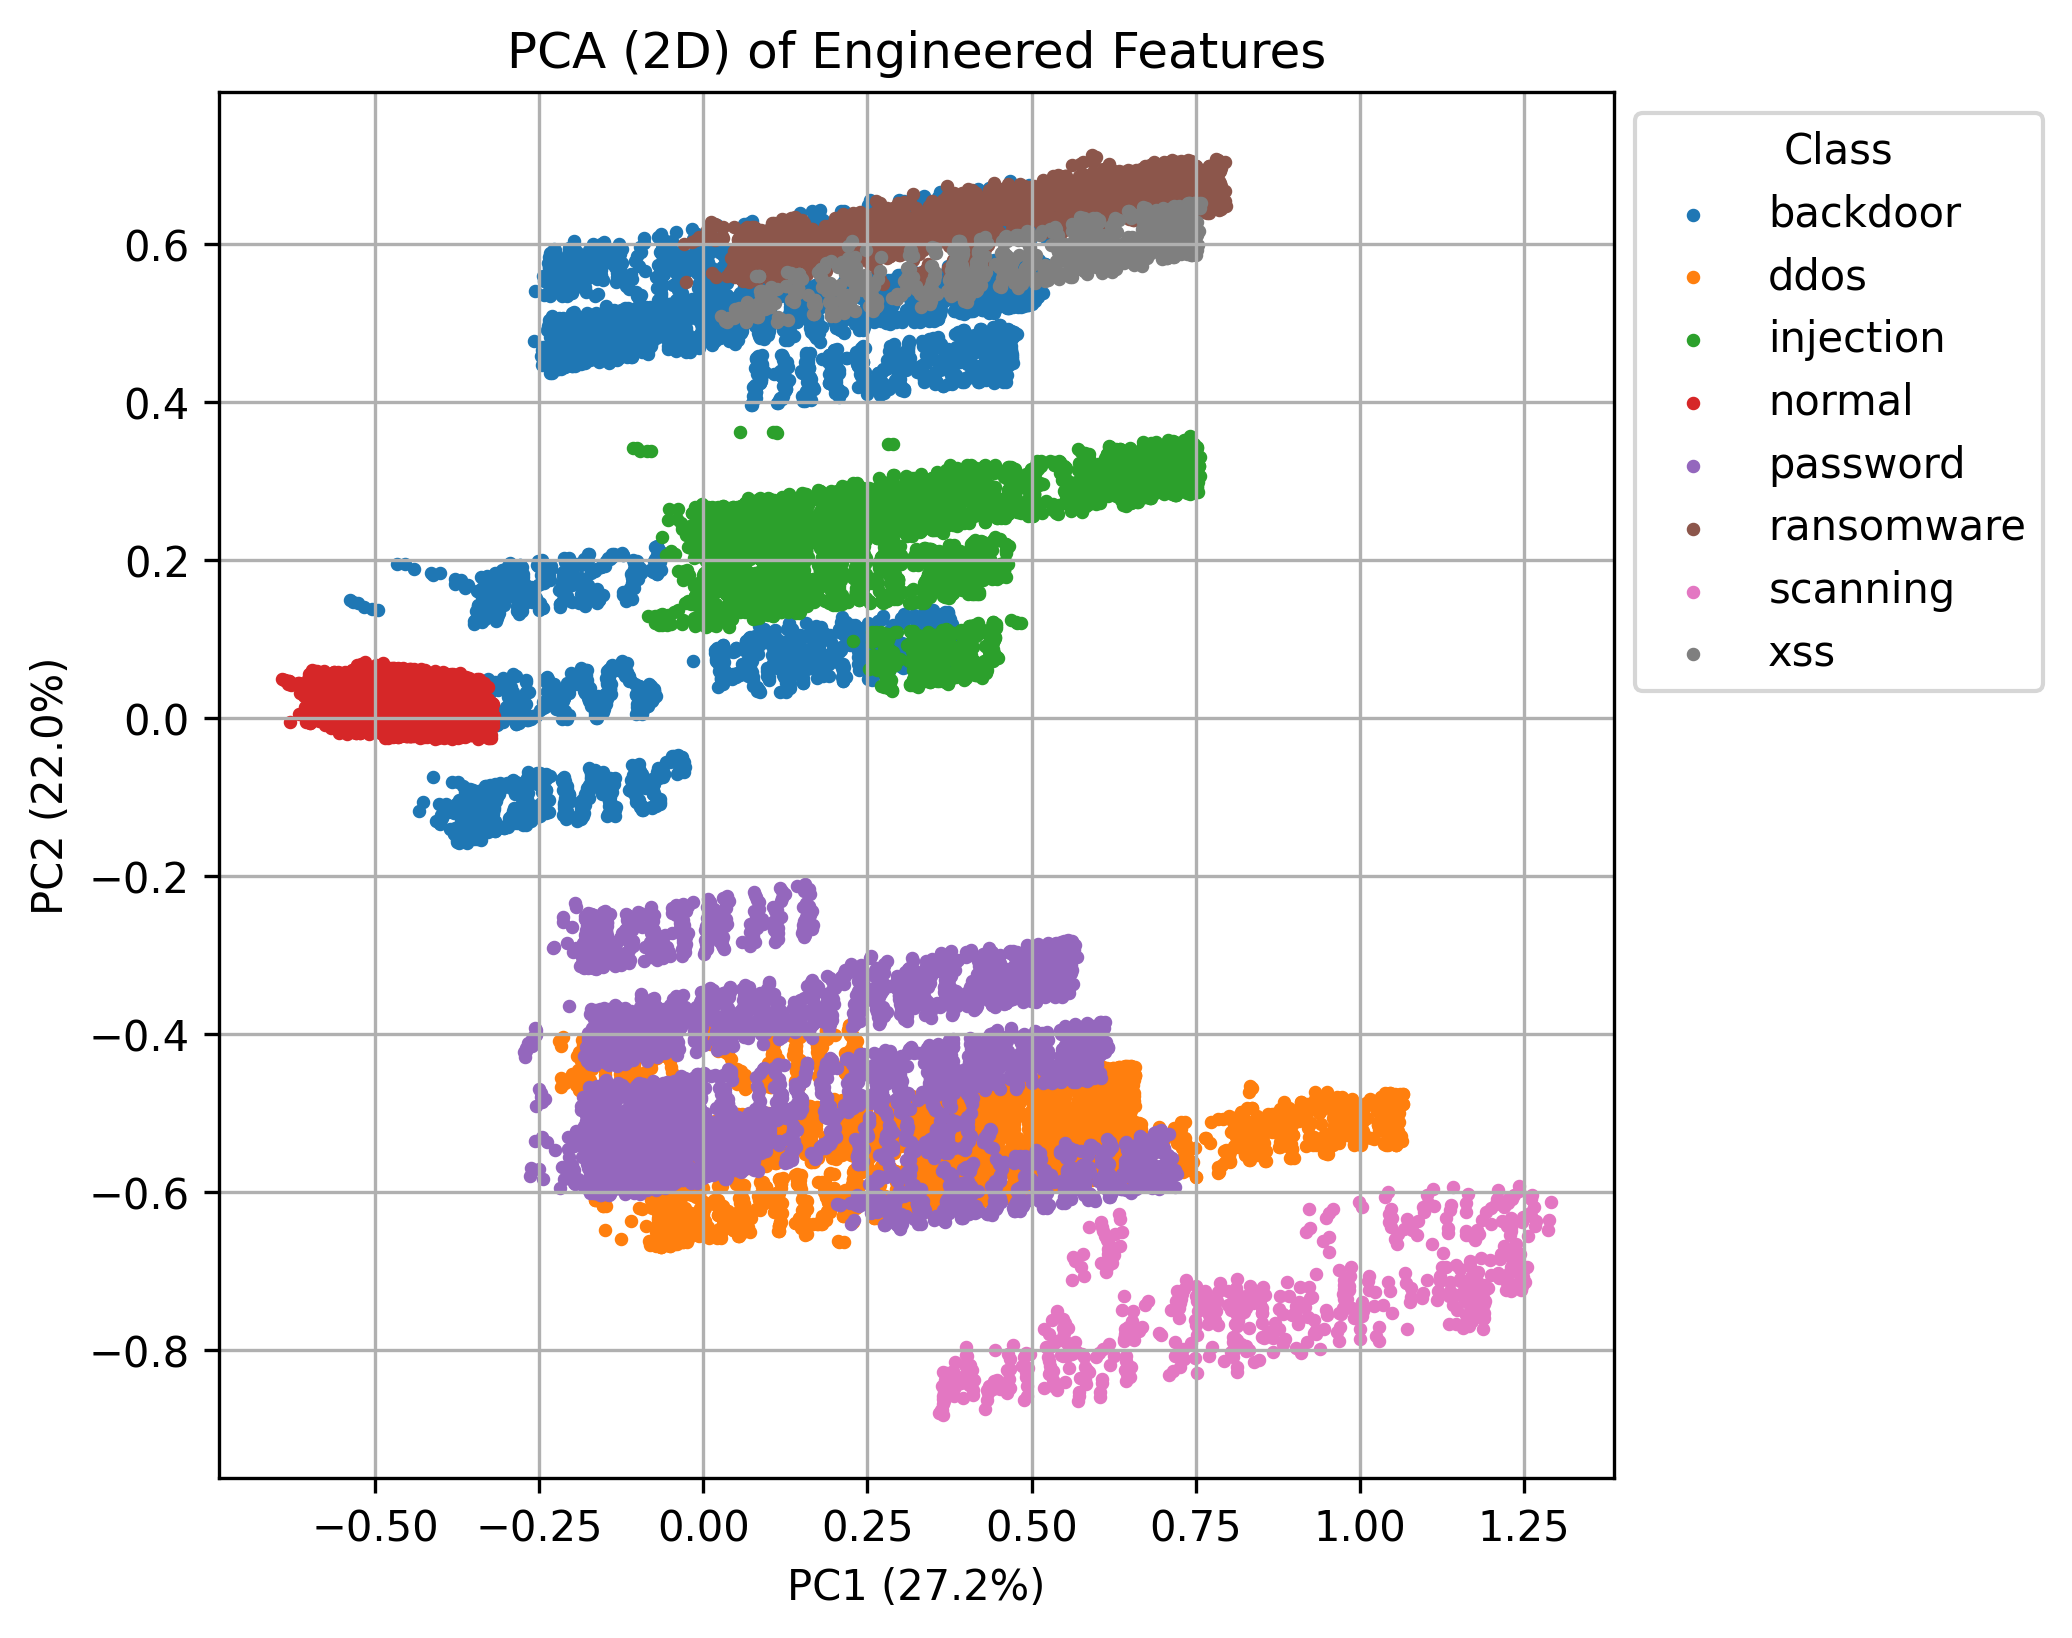 PCA (2D) of Engineered Features
Class
backdoor
ddos
injection
normal
password
ransomware
scanning
xss
PC2 (22.0%)
0.6
0.4
0.2
0.0
−0.2
−0.4
−0.6
−0.8
−0.50 −0.25 0.00 0.25 0.50 0.75 1.00 1.25
PC1 (27.2%)